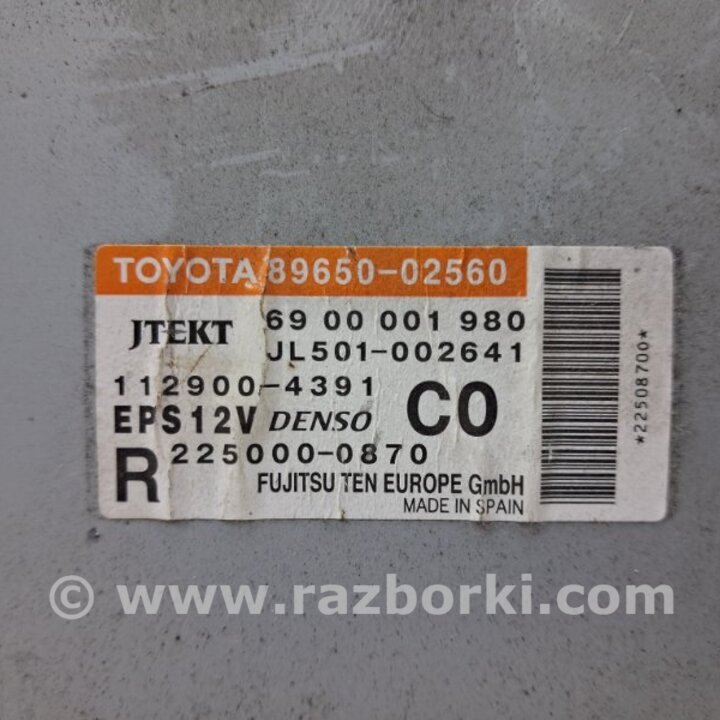 TOYOTA 89650-02560
JTEKT 69 00 001 980
JL501-002641
112900-4391
EPS12V DENSO C0
R 225000-0870
FUJITSU TEN EUROPE GmbH
MADE IN SPAIN
*22508700*
© www.razborki.com